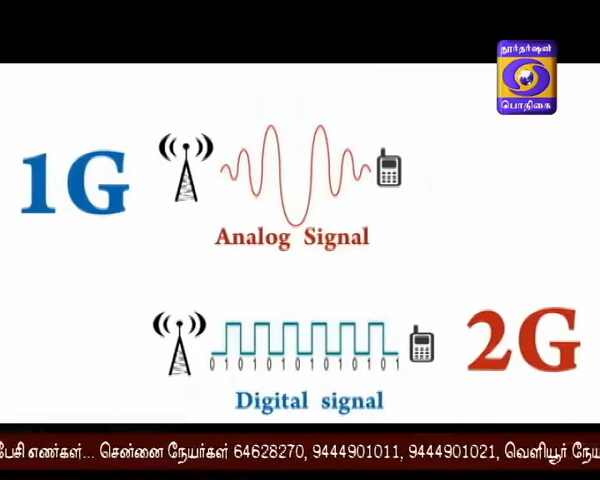 தூர்தர்ஷன்
பொதிகை
1G
Analog Signal
0 1 0 1 0 1 0 1 0 1 0 1 0 1
2G
Digital signal
பேசி எண்கள்... சென்னை நேயர்கள் 64628270, 9444901011, 9444901021, வெளியூர் நேய